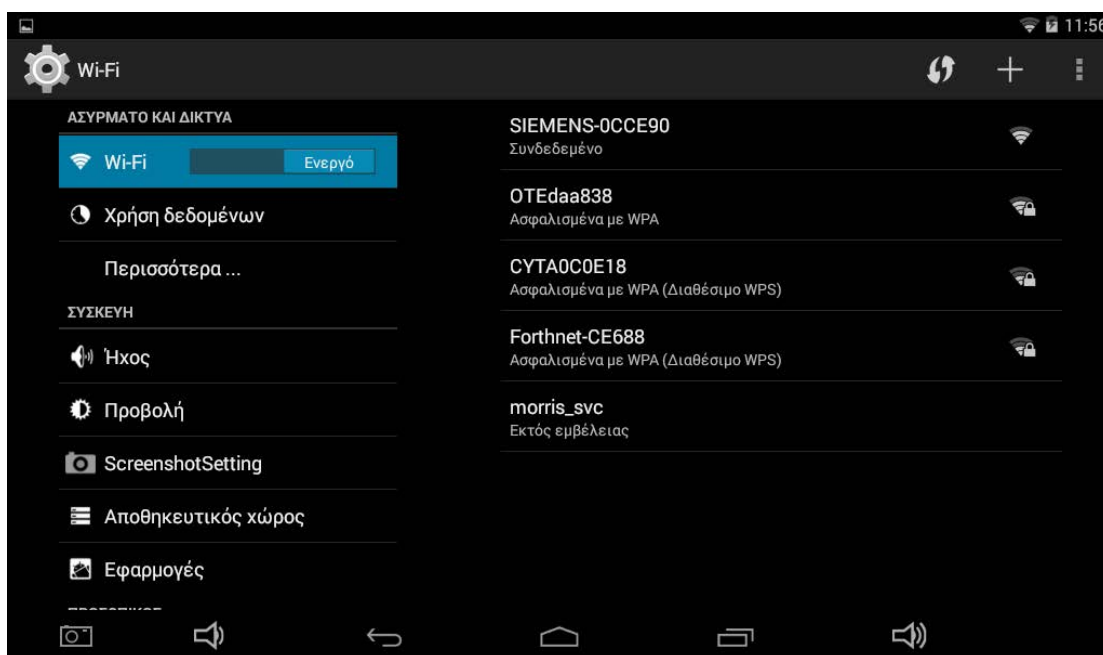 11:56
Wi-Fi
ΑΣΥΡΜΑΤΟ ΚΑΙ ΔΙΚΤΥΑ
Wi-Fi
Ενεργό
Χρήση δεδομένων
Περισσότερα ...
ΣΥΣΚΕΥΗ
Ήχος
Προβολή
ScreenshotSetting
Αποθηκευτικός χώρος
Εφαρμογές
SIEMENS-0CCE90
Συνδεδεμένο
OTEdaa838
Ασφαλισμένα με WPA
CYTA0C0E18
Ασφαλισμένα με WPA (Διαθέσιμο WPS)
Forthnet-CE688
Ασφαλισμένα με WPA (Διαθέσιμο WPS)
morris_svc
Εκτός εμβέλειας